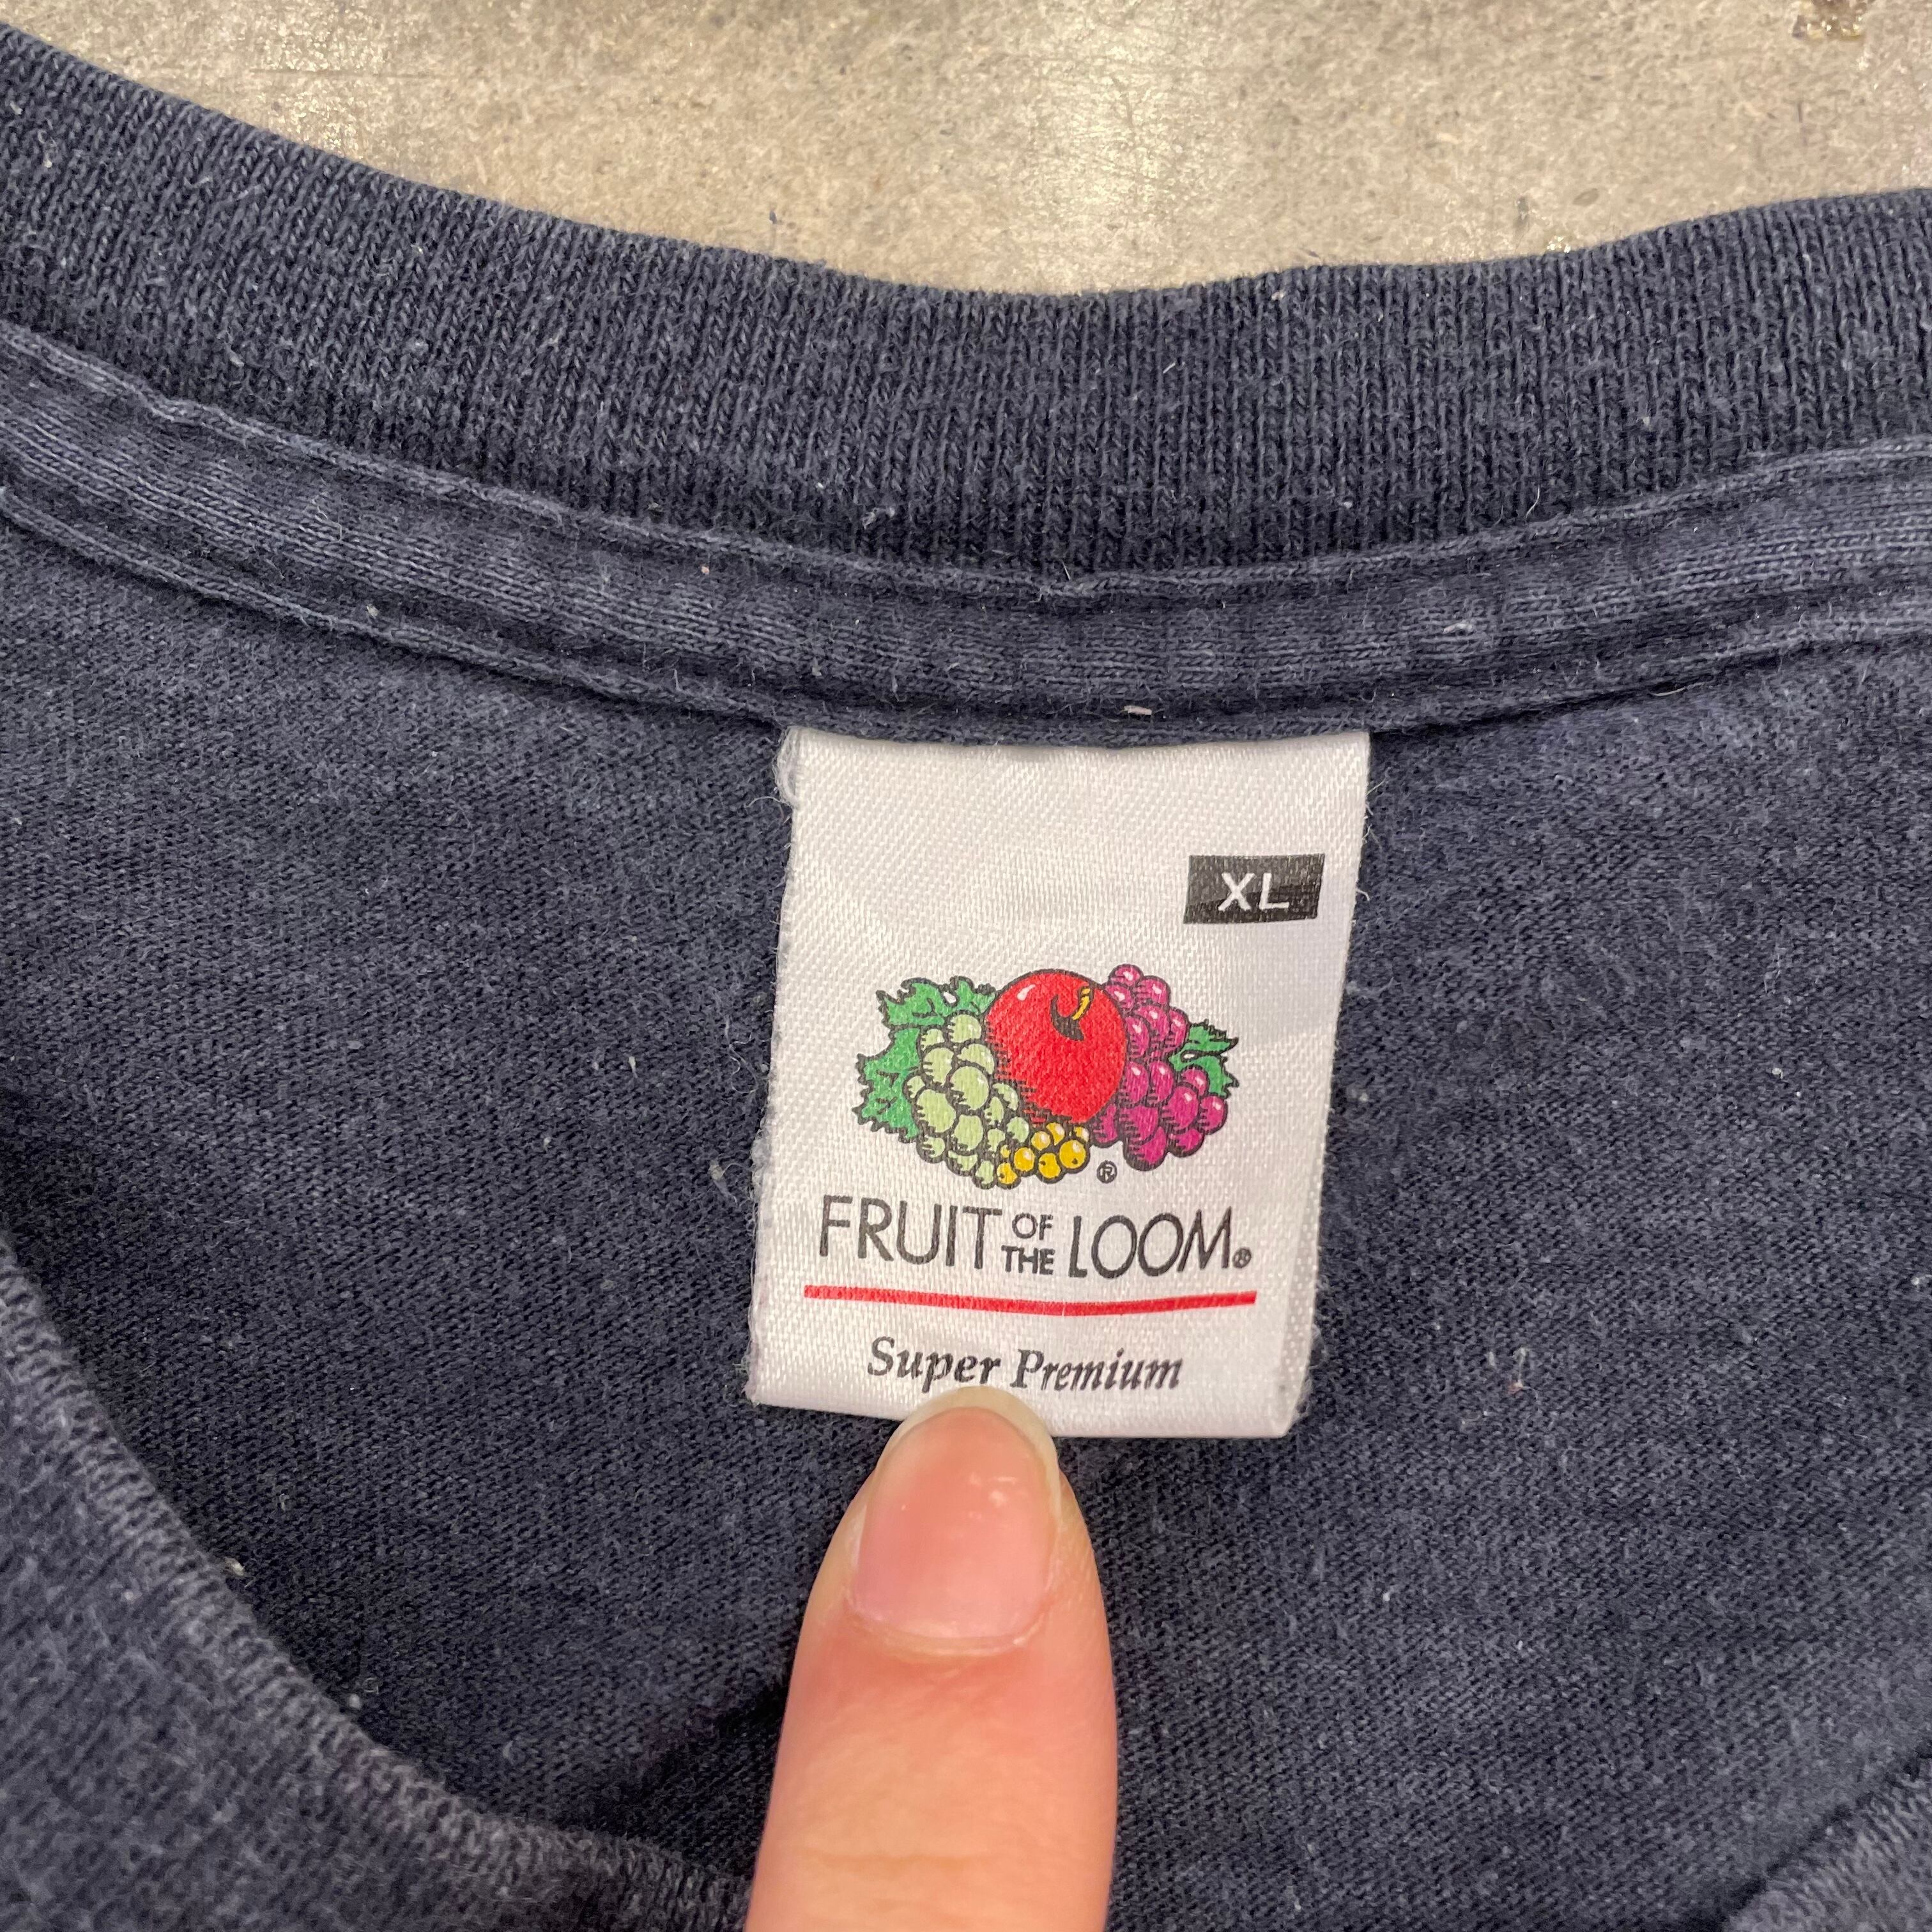 XL
®
FRUIT OF THE LOOM®
Super Premium